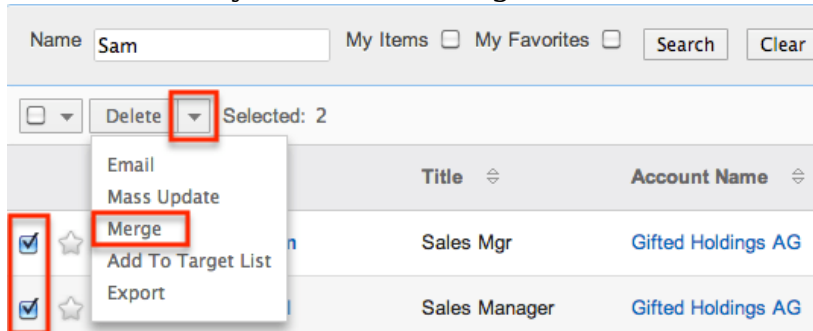 Name Sam My Items My Favorites Search Clear
Delete Selected: 2
Email
Mass Update
Merge
Add To Target List
Export
Title Account Name
Sales Mgr Gifted Holdings AG
Sales Manager Gifted Holdings AG